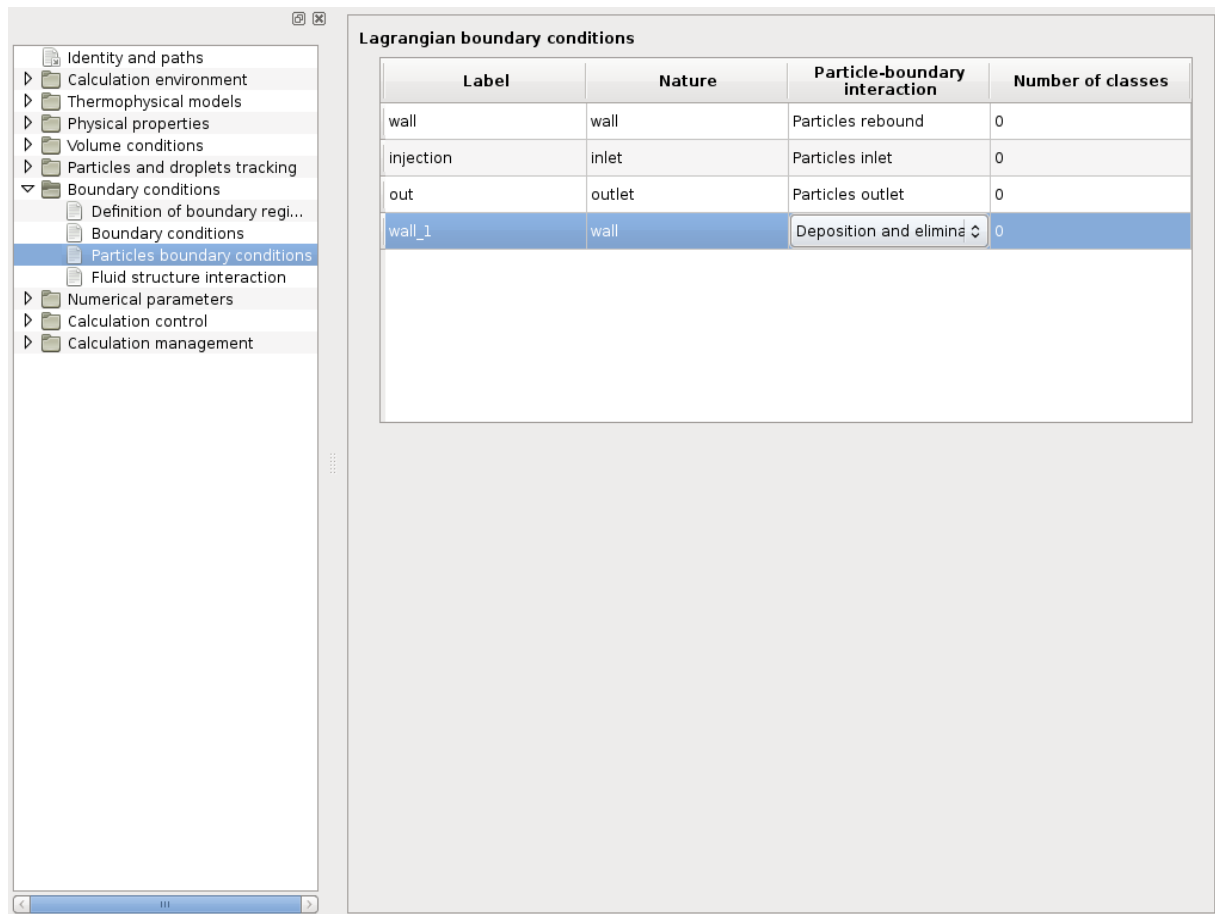 Identity and paths
Calculation environment
Thermophysical models
Physical properties
Volume conditions
Particles and droplets tracking
Boundary conditions
Definition of boundary regi...
Boundary conditions
Particles boundary conditions
Fluid structure interaction
Numerical parameters
Calculation control
Calculation management
Lagrangian boundary conditions
Label Nature Particle-boundary interaction Number of classes
wall wall Particles rebound 0
injection inlet Particles inlet 0
out outlet Particles outlet 0
wall_1 wall Deposition and elimina 0